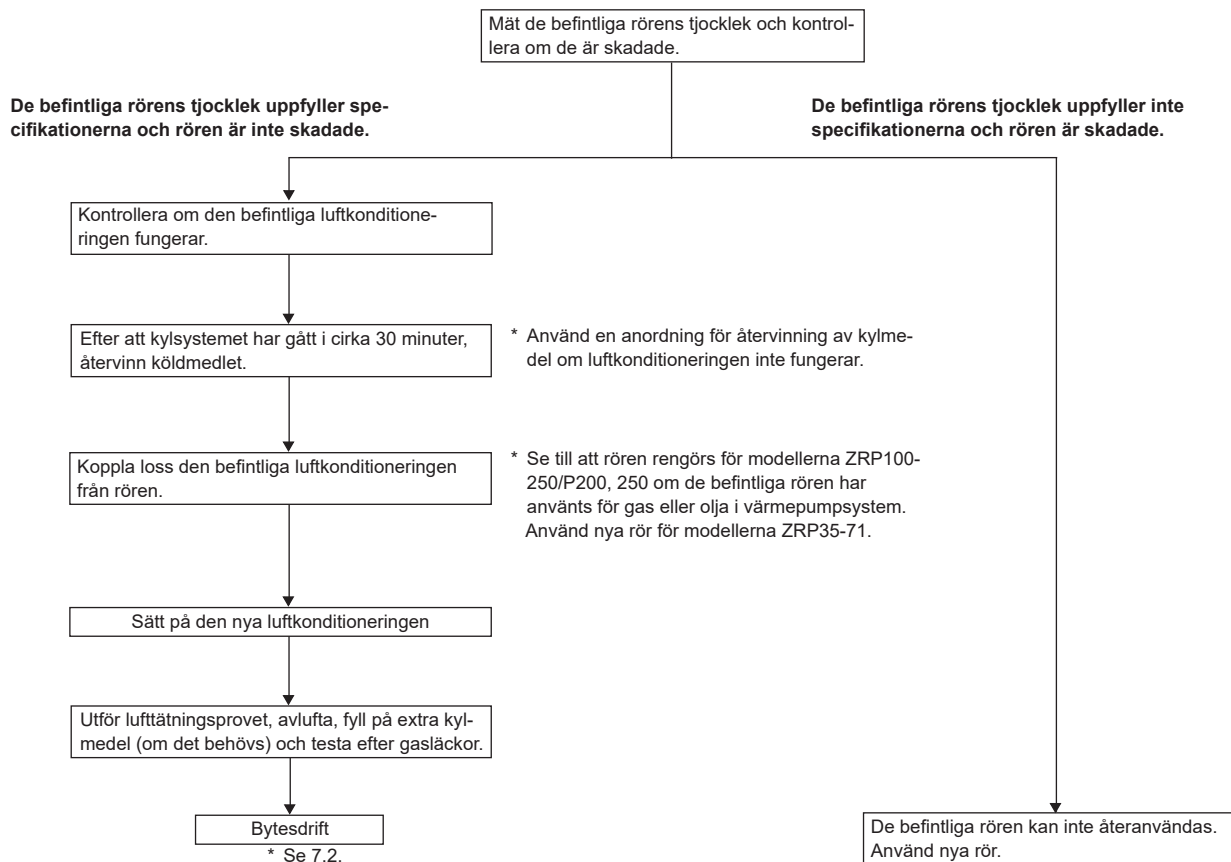 Mät de befintliga rörens tjocklek och kontrol-
lera om de är skadade.
De befintliga rörens tjocklek uppfyller spe-
cifikationerna och rören är inte skadade.
De befintliga rörens tjocklek uppfyller inte
specifikationerna och rören är skadade.
Kontrollera om den befintliga luftkonditione-
ringen fungerar.
Efter att kylsystemet har gått i cirka 30 minuter,
återvinn köldmedlet.
* Använd en anordning för återvinning av kylme-
del om luftkonditioneringen inte fungerar.
Koppla loss den befintliga luftkonditioneringen
från rören.
* Se till att rören rengörs för modellerna ZRP100-
250/P200, 250 om de befintliga rören har
använts för gas eller olja i värmepumpsystem.
Använd nya rör för modellerna ZRP35-71.
Sätt på den nya luftkonditioneringen
Utför lufttätningsprovet, avlufta, fyll på extra kyl-
medel (om det behövs) och testa efter gasläckor.
Bytesdrift
* Se 7.2.
De befintliga rören kan inte återanvändas.
Använd nya rör.